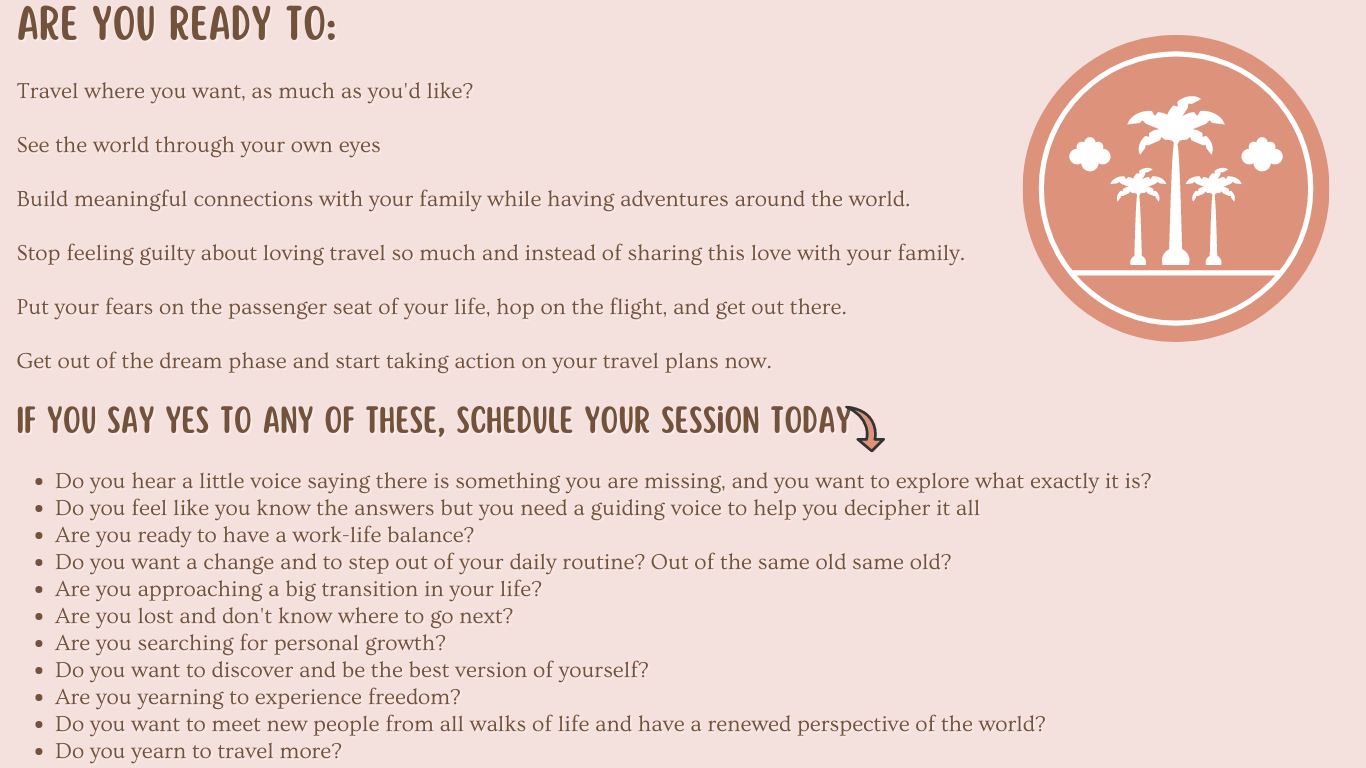 ARE YOU READY TO:
Travel where you want, as much as you'd like?
See the world through your own eyes
Build meaningful connections with your family while having adventures around the world.
Stop feeling guilty about loving travel so much and instead of sharing this love with your family.
Put your fears on the passenger seat of your life, hop on the flight, and get out there.
Get out of the dream phase and start taking action on your travel plans now.
IF YOU SAY YES TO ANY OF THESE, SCHEDULE YOUR SESSION TODAY
• Do you hear a little voice saying there is something you are missing, and you want to explore what exactly it is?
• Do you feel like you know the answers but you need a guiding voice to help you decipher it all
• Are you ready to have a work-life balance?
• Do you want a change and to step out of your daily routine? Out of the same old same old?
• Are you approaching a big transition in your life?
• Are you lost and don't know where to go next?
• Are you searching for personal growth?
• Do you want to discover and be the best version of yourself?
• Are you yearning to experience freedom?
• Do you want to meet new people from all walks of life and have a renewed perspective of the world?
• Do you yearn to travel more?